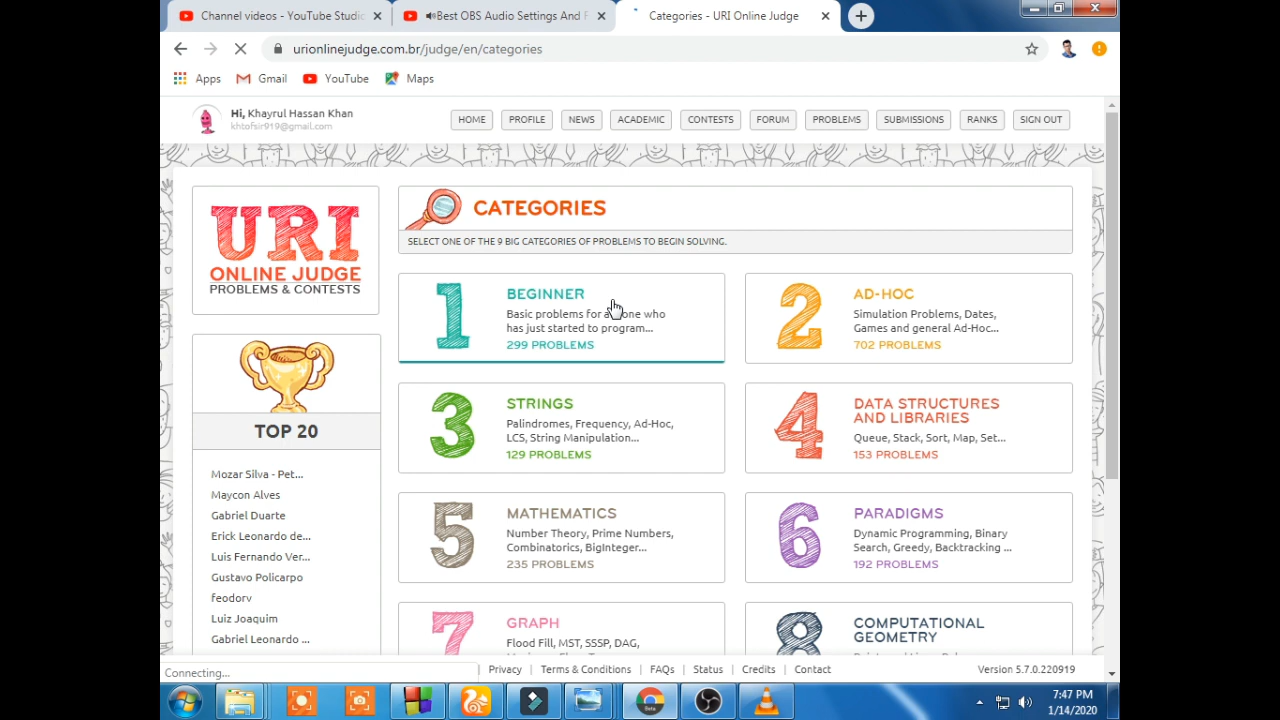 Channel videos - YouTube Studio
Best OBS Audio Settings And F
Categories - URI Online Judge
urionlinejudge.com.br/judge/en/categories
Apps
Gmail
YouTube
Maps
Hi, Khayrul Hassan Khan
khtofsir919@gmail.com
HOME
PROFILE
NEWS
ACADEMIC
CONTESTS
FORUM
PROBLEMS
SUBMISSIONS
RANKS
SIGN OUT
URI
ONLINE JUDGE
PROBLEMS & CONTESTS
CATEGORIES
SELECT ONE OF THE 9 BIG CATEGORIES OF PROBLEMS TO BEGIN SOLVING.
1
BEGINNER
Basic problems for who
has just started to program...
299 PROBLEMS
2
AD-HOC
Simulation Problems, Dates,
Games and general Ad-Hoc...
702 PROBLEMS
3
STRINGS
Palindromes, Frequency, Ad-Hoc,
LCS, String Manipulation...
129 PROBLEMS
4
DATA STRUCTURES
AND LIBRARIES
Queue, Stack, Sort, Map, Set...
153 PROBLEMS
5
MATHEMATICS
Number Theory, Prime Numbers,
Combinatorics, BigInteger...
235 PROBLEMS
6
PARADIGMS
Dynamic Programming, Binary
Search, Greedy, Backtracking ...
192 PROBLEMS
7
GRAPH
Flood Fill, MST, SSSP, DAG,
8
COMPUTATIONAL
GEOMETRY
TOP 20
Mozar Silva - Pet...
Maycon Alves
Gabriel Duarte
Erick Leonardo de...
Luis Fernando Ver...
Gustavo Policarpo
feodorv
Luiz Joaquim
Gabriel Leonardo ...
Connecting...
Privacy
Terms & Conditions
FAQs
Status
Credits
Contact
Version 5.7.0.220919
Beta
7:47 PM
1/14/2020